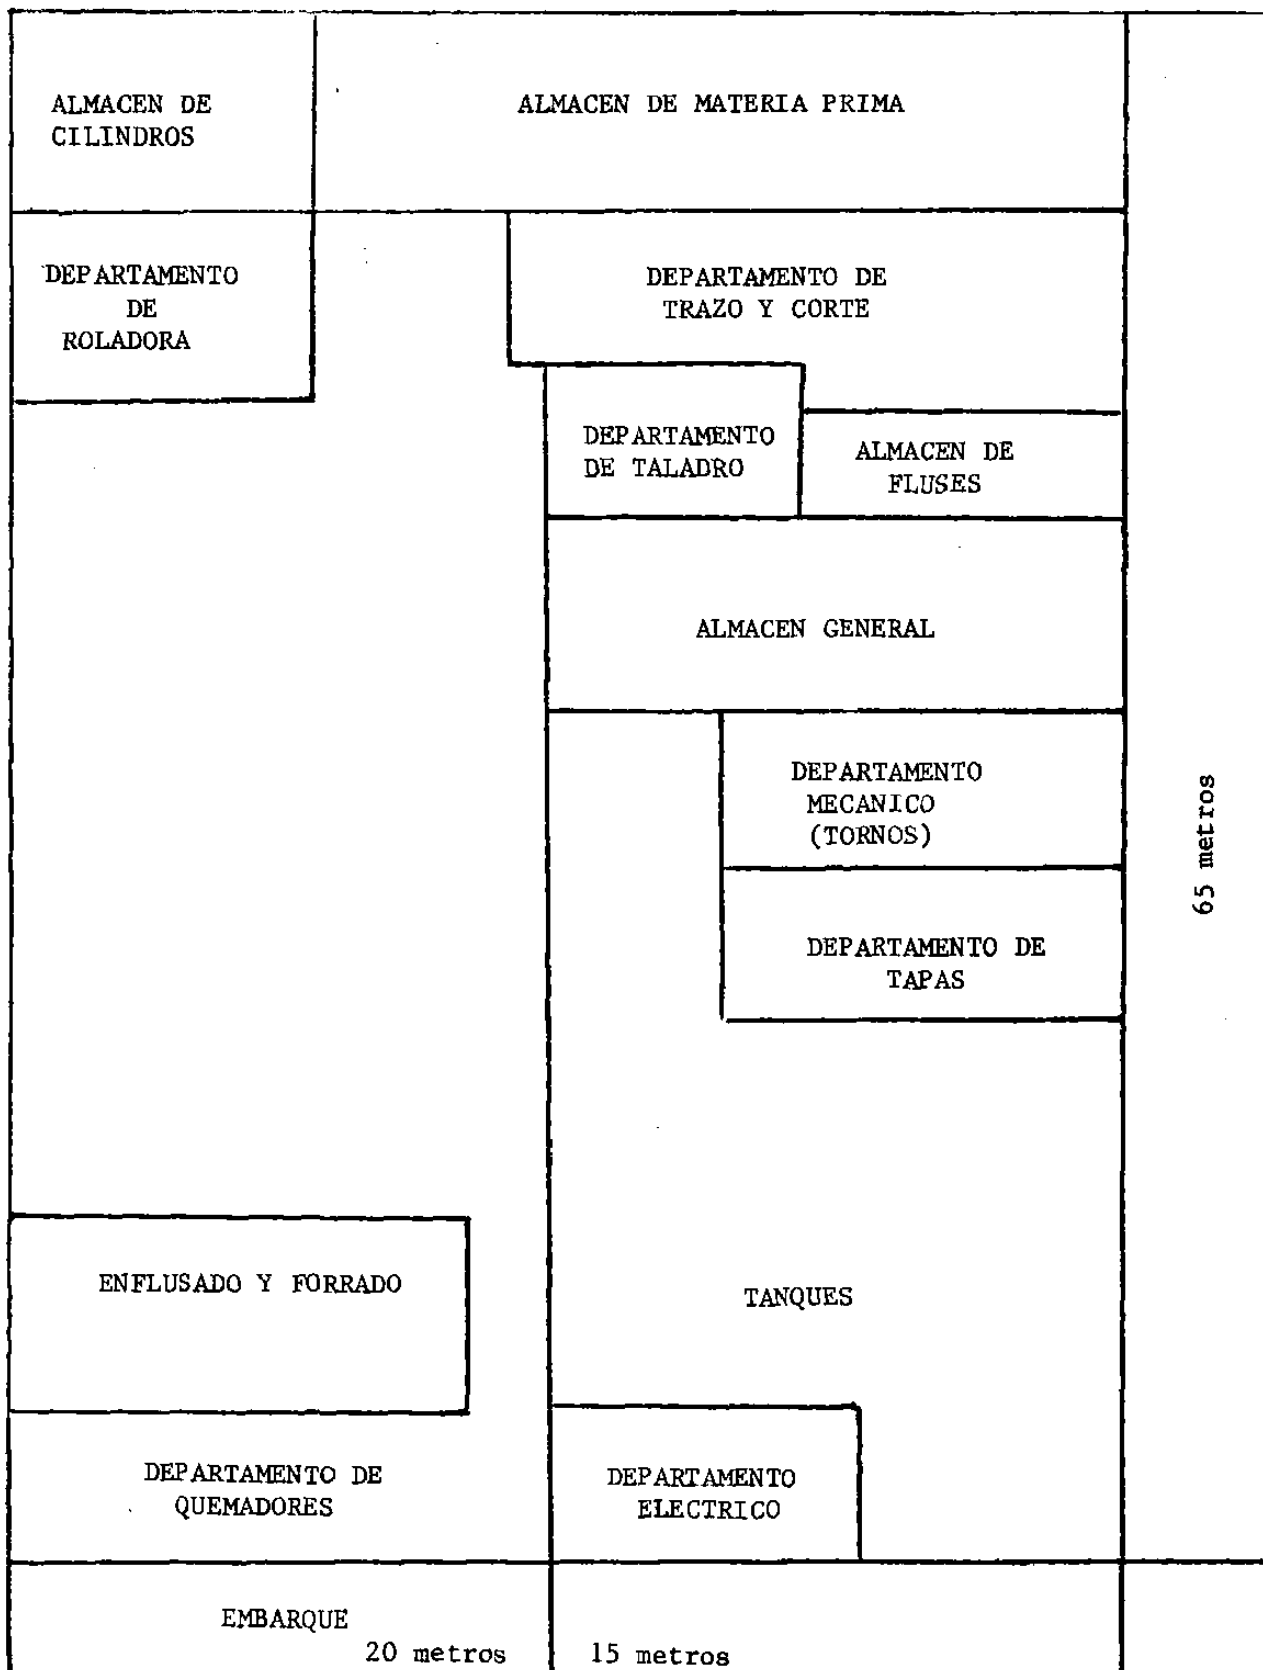 ALMACEN DE
CILINDROS
ALMACEN DE MATERIA PRIMA
DEPARTAMENTO
DE
ROLADORA
DEPARTAMENTO DE
TRAZO Y CORTE
DEPARTAMENTO
DE TALADRO
ALMACEN DE
FLUSES
ALMACEN GENERAL
DEPARTAMENTO
MECANICO
(TORNOS)
65 metros
DEPARTAMENTO DE
TAPAS
ENFLUSADO Y FORRADO
TANQUES
DEPARTAMENTO DE
QUEMADORES
DEPARTAMENTO
ELECTRICO
EMBARQUE
20 metros
15 metros